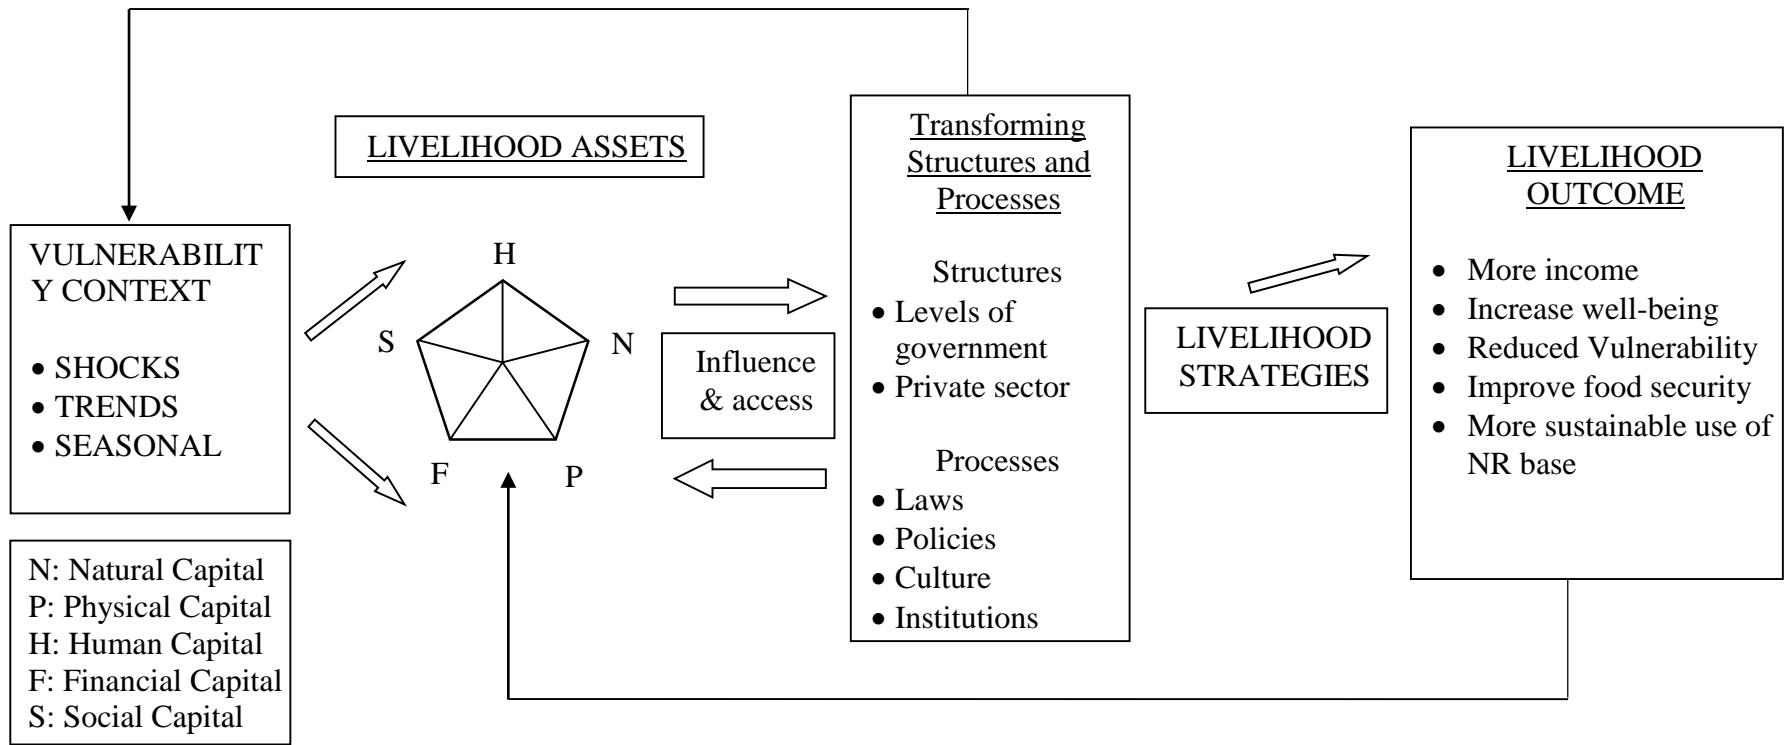 LIVELIHOOD ASSETS
VULNERABILIT
Y CONTEXT
• SHOCKS
• TRENDS
• SEASONAL
N: Natural Capital
P: Physical Capital
H: Human Capital
F: Financial Capital
S: Social Capital
H
S
N
F
P
Influence
& access
Transforming
Structures and
Processes
Structures
• Levels of
government
• Private sector
Processes
• Laws
• Policies
• Culture
• Institutions
LIVELIHOOD
STRATEGIES
LIVELIHOOD
OUTCOME
• More income
• Increase well-being
• Reduced Vulnerability
• Improve food security
• More sustainable use of
NR base